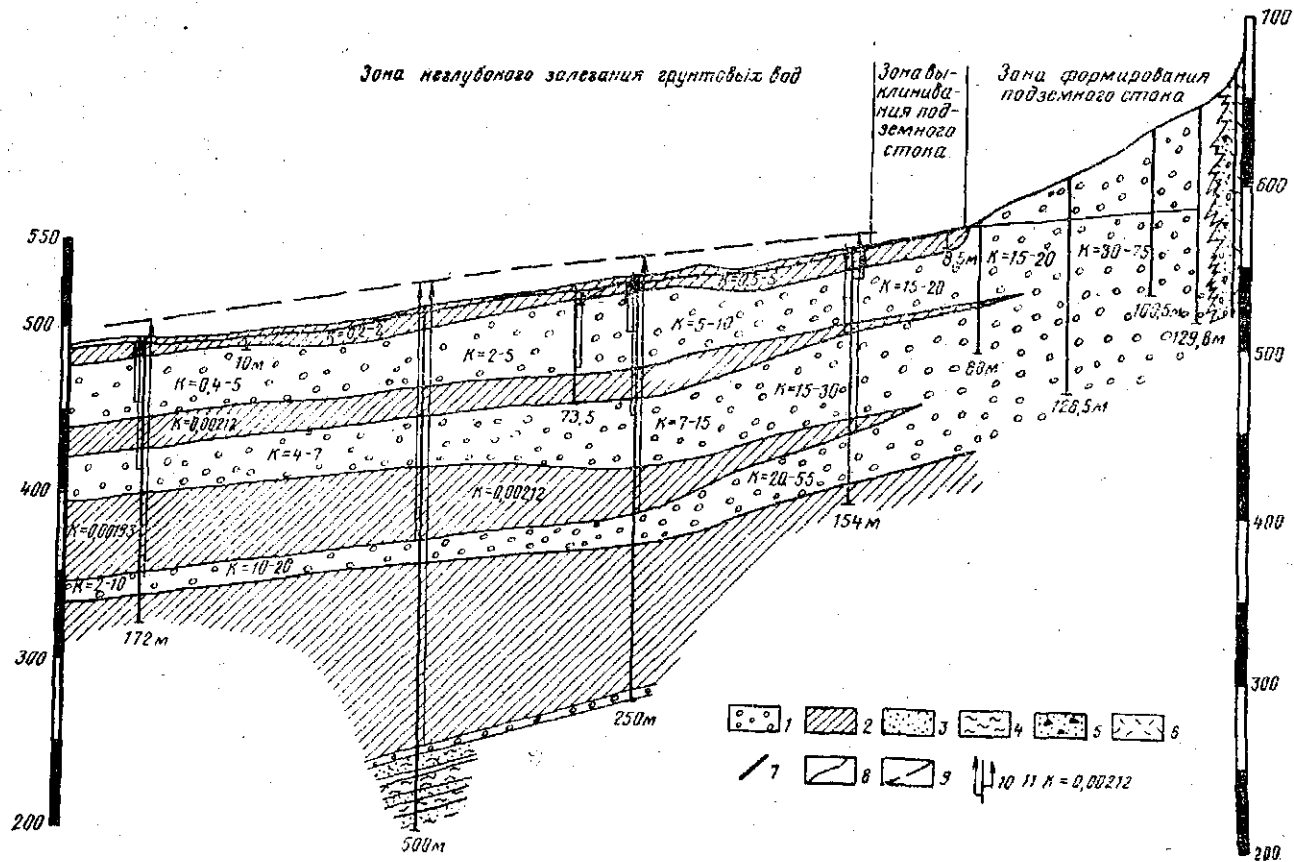 Зона неглубокого залегания грунтовых вод
Зона вы-
клинива-
ния под-
земного
стока
Зона формирования
подземного стока
700
600
500
400
300
200
550
500
400
300
200
8,5м
K=15-20
K=30-75
K=0,5-5
K=15-20
K=5-10
K=2-5
10м
K=0,4-5
100,5м
129,8м
80м
128,5м
K=15-30
73,5
K=7-15
K=0,00212
K=4-7
K=20-55
K=0,00212
154м
K=0,00193
K=10-20
K=2-10
172м
250м
500м
1
2
3
4
5
6
7
8
9
10 11 K=0,00212